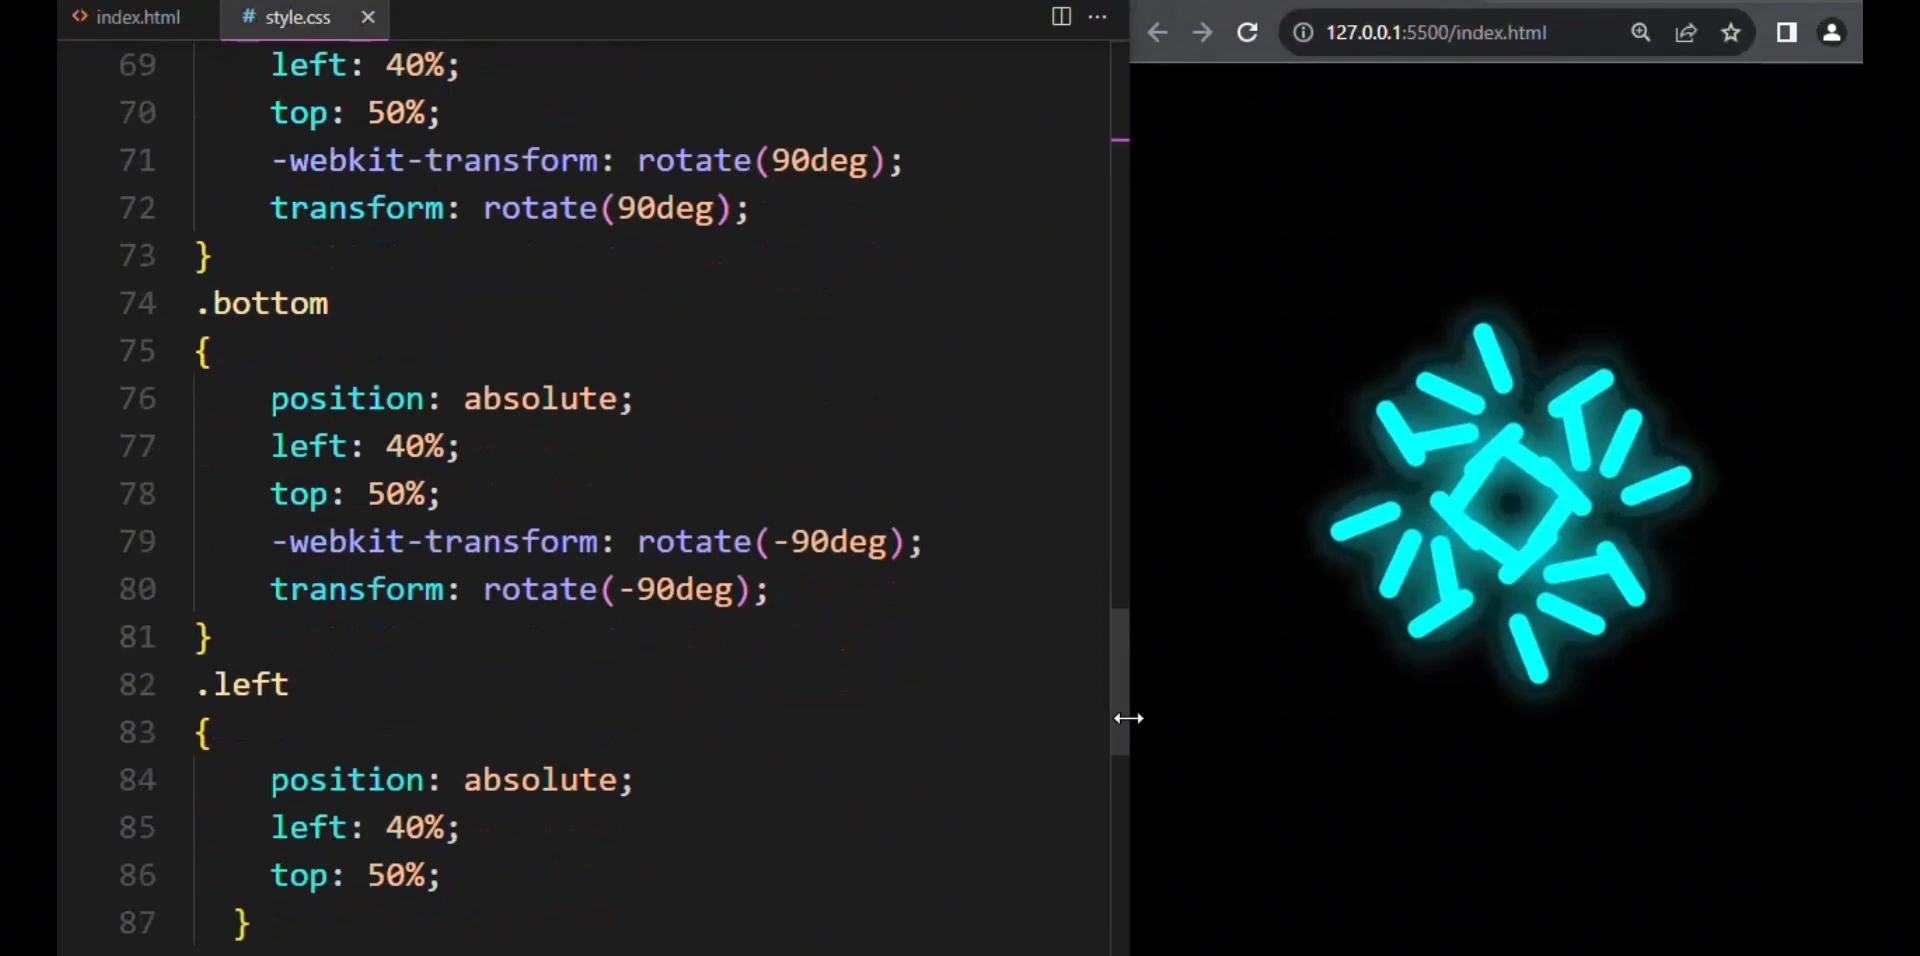 index.html
# style.css
127.0.0.1:5500/index.html
69 left: 40%;
70 top: 50%;
71 -webkit-transform: rotate(90deg);
72 transform: rotate(90deg);
73 }
74 .bottom
75 {
76 position: absolute;
77 left: 40%;
78 top: 50%;
79 -webkit-transform: rotate(-90deg);
80 transform: rotate(-90deg);
81 }
82 .left
83 {
84 position: absolute;
85 left: 40%;
86 top: 50%;
87 }